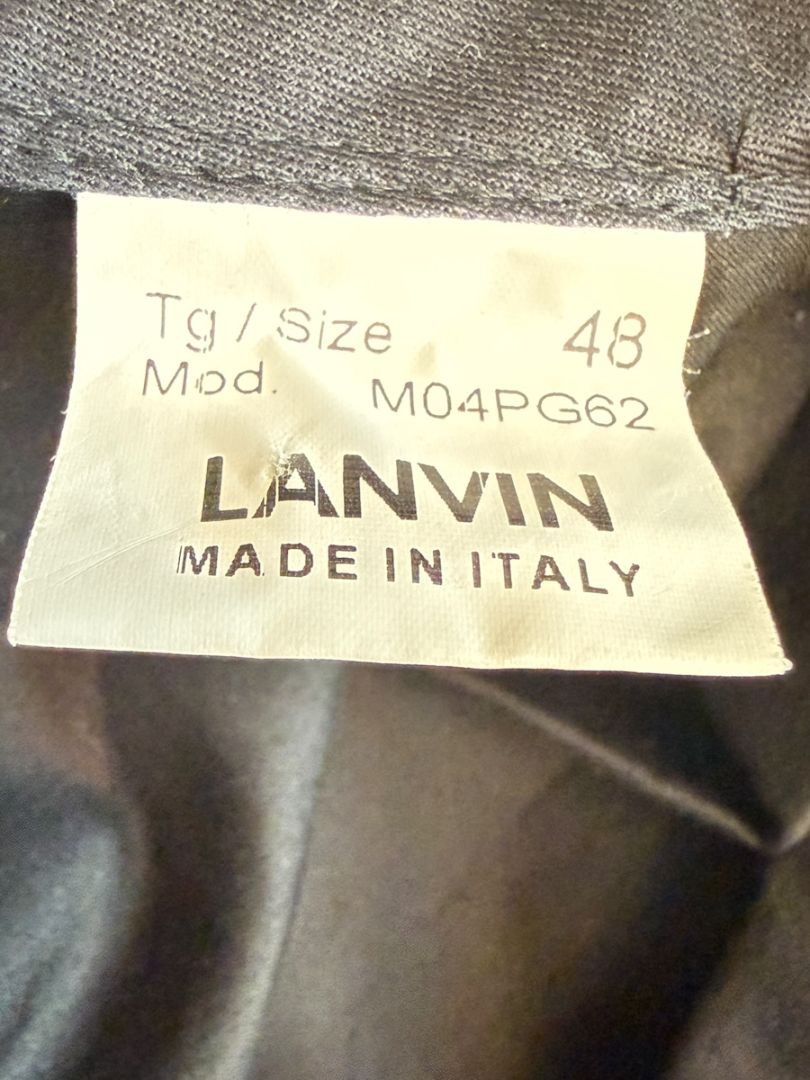 Tg / Size 48
Mod. M04PG62
LANVIN
MADE IN ITALY